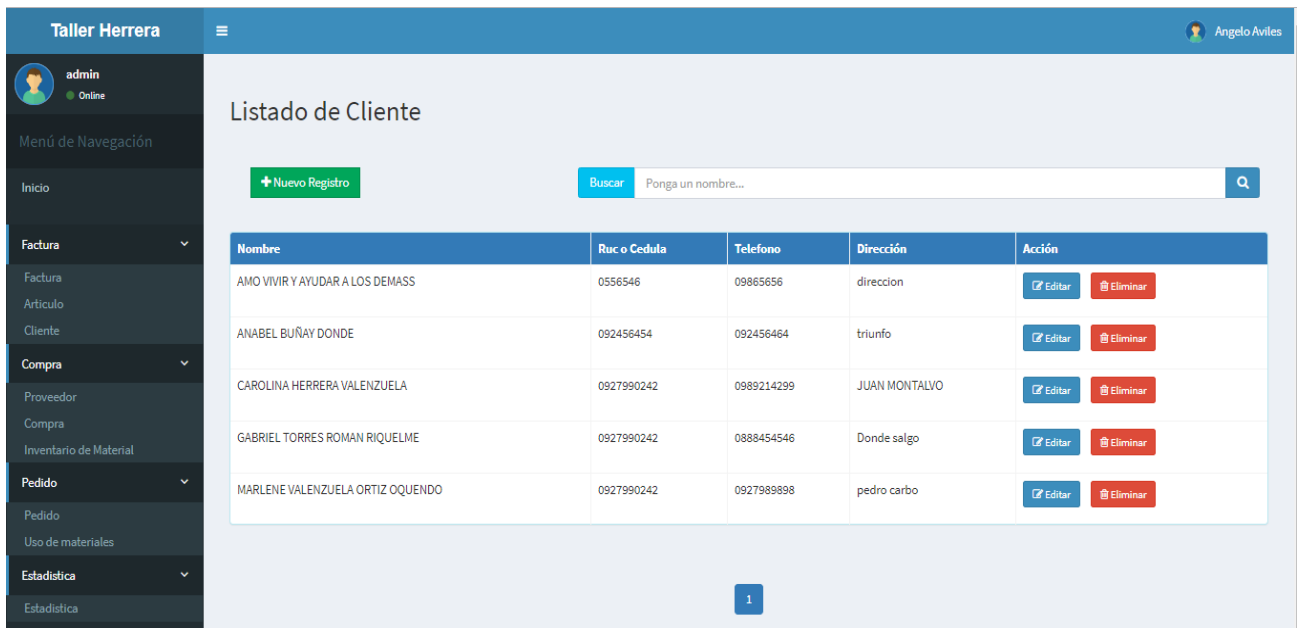 Taller Herrera
Angelo Aviles
admin
Online
Menú de Navegación
Inicio
Factura
Factura
Articulo
Cliente
Compra
Proveedor
Compra
Inventario de Material
Pedido
Pedido
Uso de materiales
Estadistica
Estadistica
Listado de Cliente
Nuevo Registro
Buscar Ponga un nombre...
Nombre Ruc o Cedula Telefono Dirección Acción
AMO VIVIR Y AYUDAR A LOS DEMASS 0556546 09865656 direccion Editar Eliminar
ANABEL BUÑAY DONDE 092456454 092456464 triunfo Editar Eliminar
CAROLINA HERRERA VALENZUELA 0927990242 0989214299 JUAN MONTALVO Editar Eliminar
GABRIEL TORRES ROMAN RIQUELME 0927990242 0888454546 Donde salgo Editar Eliminar
MARLENE VALENZUELA ORTIZ OQUENDO 0927990242 0927989898 pedro carbo Editar Eliminar
1